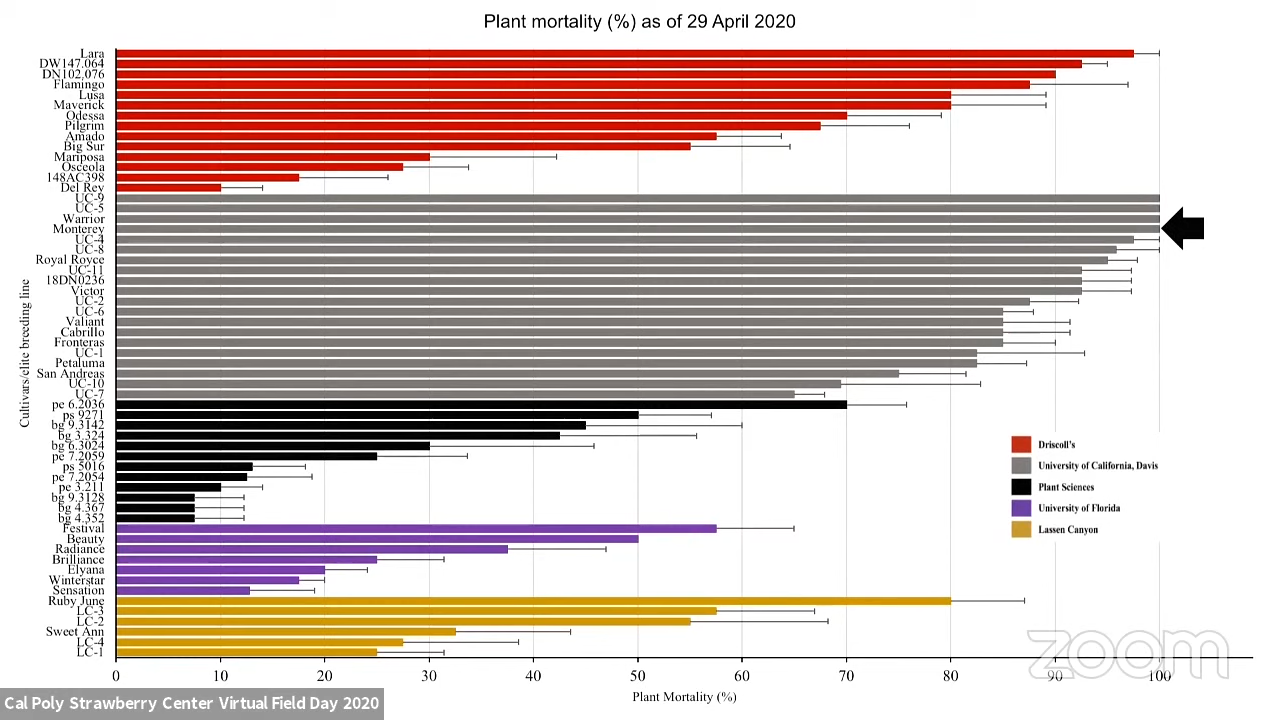 Plant mortality (%) as of 29 April 2020
Cultivars/elite breeding line
Lara
DW147.064
DN102.076
Flamingo
Lusa
Maverick
Odessa
Pilgrim
Amado
Big Sur
Mariposa
Osceola
148AC398
Del Rey
UC-9
UC-5
Warrior
Monterey
UC-4
UC-8
Royal Royce
UC-11
18DN0236
Victor
UC-2
UC-6
Valiant
Cabrillo
Fronteras
UC-1
Petaluma
San Andreas
UC-10
UC-7
pe 6.2036
ps 9271
bg 9.3142
bg 3.324
bg 6.3024
pe 7.2059
ps 5016
pe 7.2054
pe 3.211
bg 9.3128
bg 4.367
bg 4.352
Festival
Beauty
Radiance
Brilliance
Elyana
Winterstar
Sensation
Ruby June
LC-3
LC-2
Sweet Ann
LC-4
LC-1
Driscoll's
University of California, Davis
Plant Sciences
University of Florida
Lassen Canyon
0 10 20 30 40 50 60 70 80 90 100
Plant Mortality (%)
zoom
Cal Poly Strawberry Center Virtual Field Day 2020